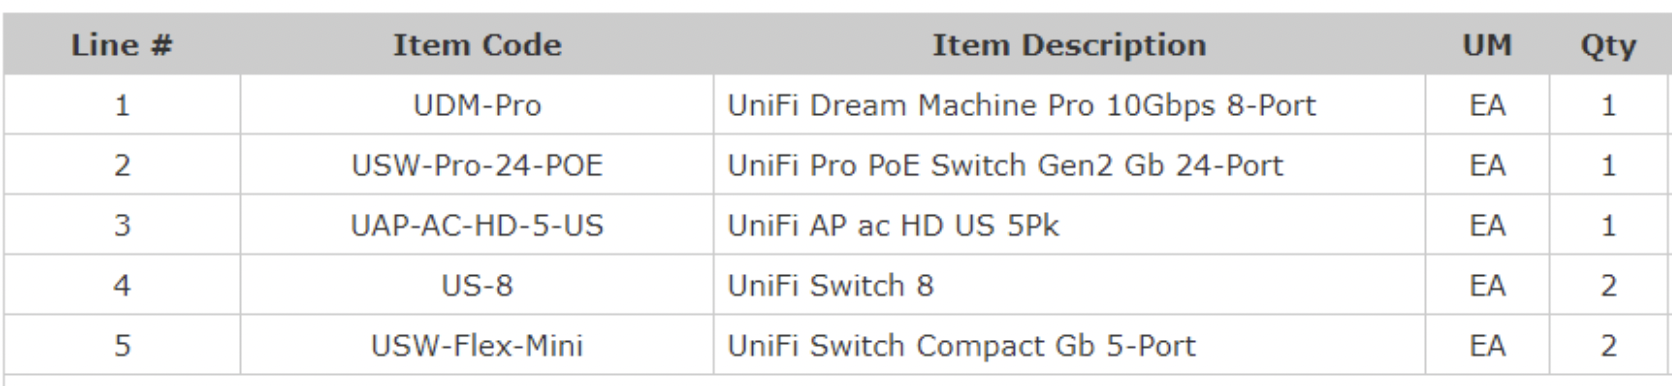 Line # Item Code Item Description UM Qty
1 UDM-Pro UniFi Dream Machine Pro 10Gbps 8-Port EA 1
2 USW-Pro-24-POE UniFi Pro PoE Switch Gen2 Gb 24-Port EA 1
3 UAP-AC-HD-5-US UniFi AP ac HD US 5Pk EA 1
4 US-8 UniFi Switch 8 EA 2
5 USW-Flex-Mini UniFi Switch Compact Gb 5-Port EA 2